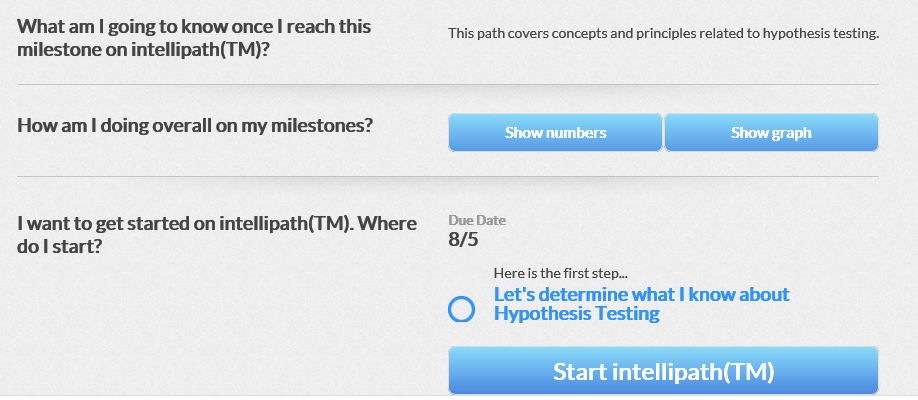 What am I going to know once I reach this
milestone on intellipath(TM)?
This path covers concepts and principles related to hypothesis testing.
How am I doing overall on my milestones?
Show numbers
Show graph
I want to get started on intellipath(TM). Where
do I start?
Due Date
8/5
Here is the first step...
Let's determine what I know about
Hypothesis Testing
Start intellipath(TM)